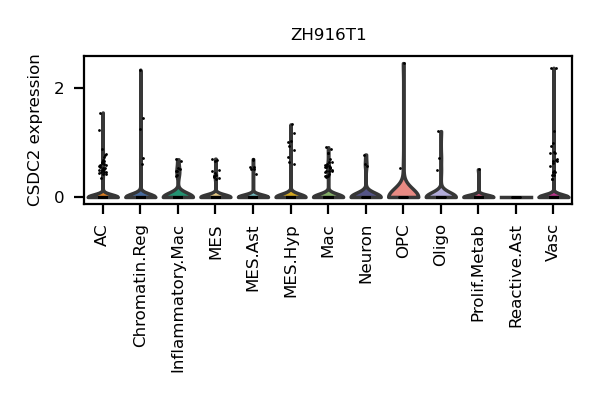 ZH916T1
CSDC2 expression
2
0
AC
Chromatin.Reg
Inflammatory.Mac
MES
MES.Ast
MES.Hyp
Mac
Neuron
OPC
Oligo
Prolif.Metab
Reactive.Ast
Vasc